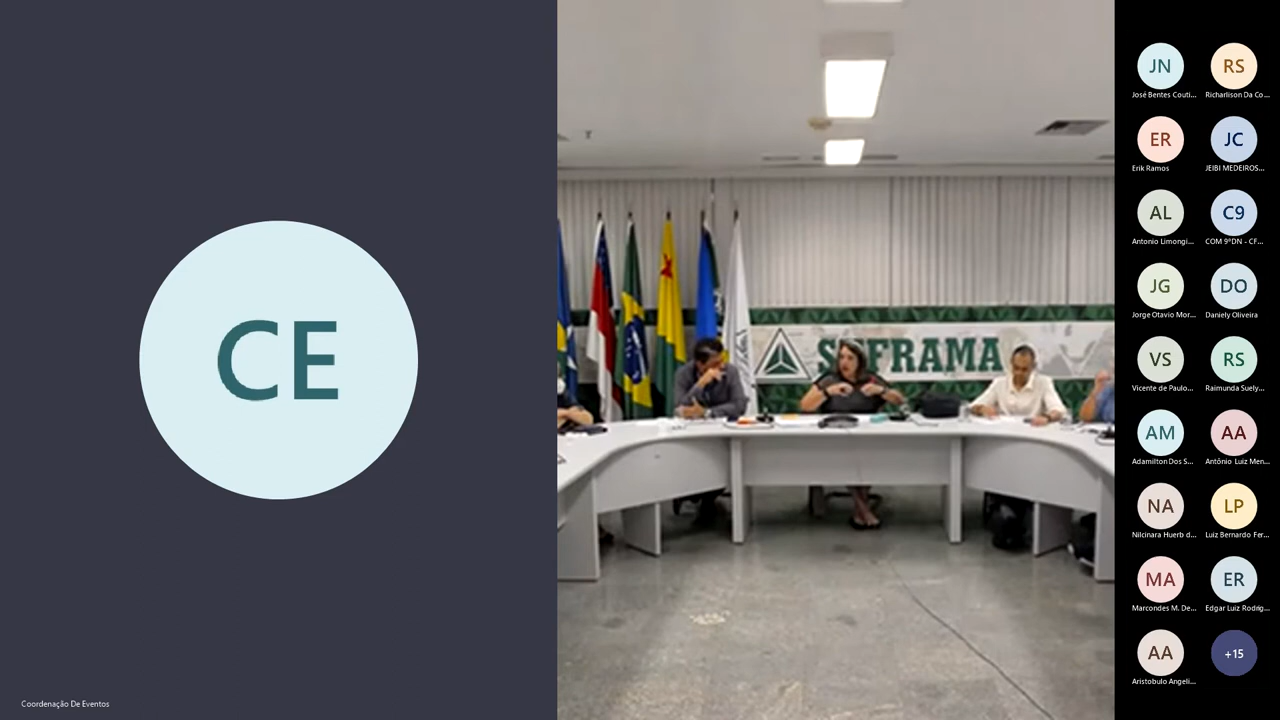 CE
Coordenação De Eventos
SUFRAMA
JN
RS
José Bentes Couti...
Richarlison Da Co...
ER
JC
Erik Ramos
JEIBI MEDEIROS...
AL
C9
Antonio Limongi...
COM 9ºDN - CF...
JG
DO
Jorge Otavio Mor...
Daniely Oliveira
VS
RS
Vicente de Paulo...
Raimunda Suely...
AM
AA
Adamilton Dos S...
Antônio Luiz Men...
NA
LP
Nilcinara Huerb d...
Luiz Bernardo Fer...
MA
ER
Marcondes M. De...
Edgar Luiz Rodrig...
AA
+15
Aristobulo Angeli...